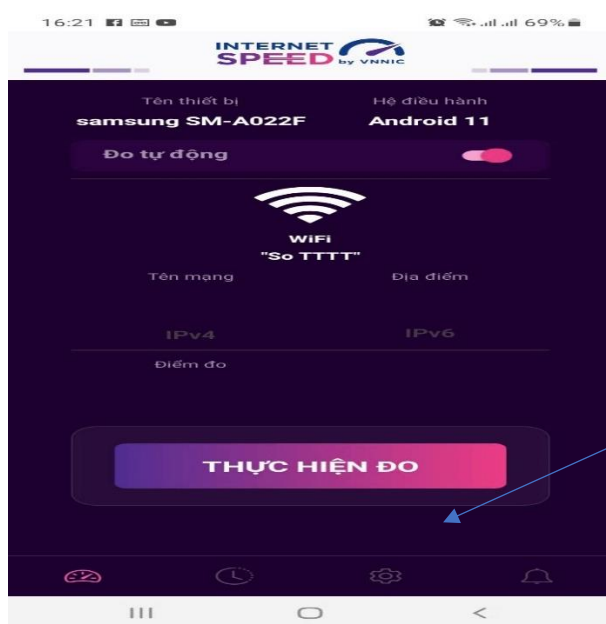 16:21 69%
INTERNET
SPEED by VNNIC
Tên thiết bị Hệ điều hành
samsung SM-A022F Android 11
Đo tự động
WiFi
"So TTTT"
Tên mạng Địa điểm
IPv4 IPv6
Điểm đo
THỰC HIỆN ĐO